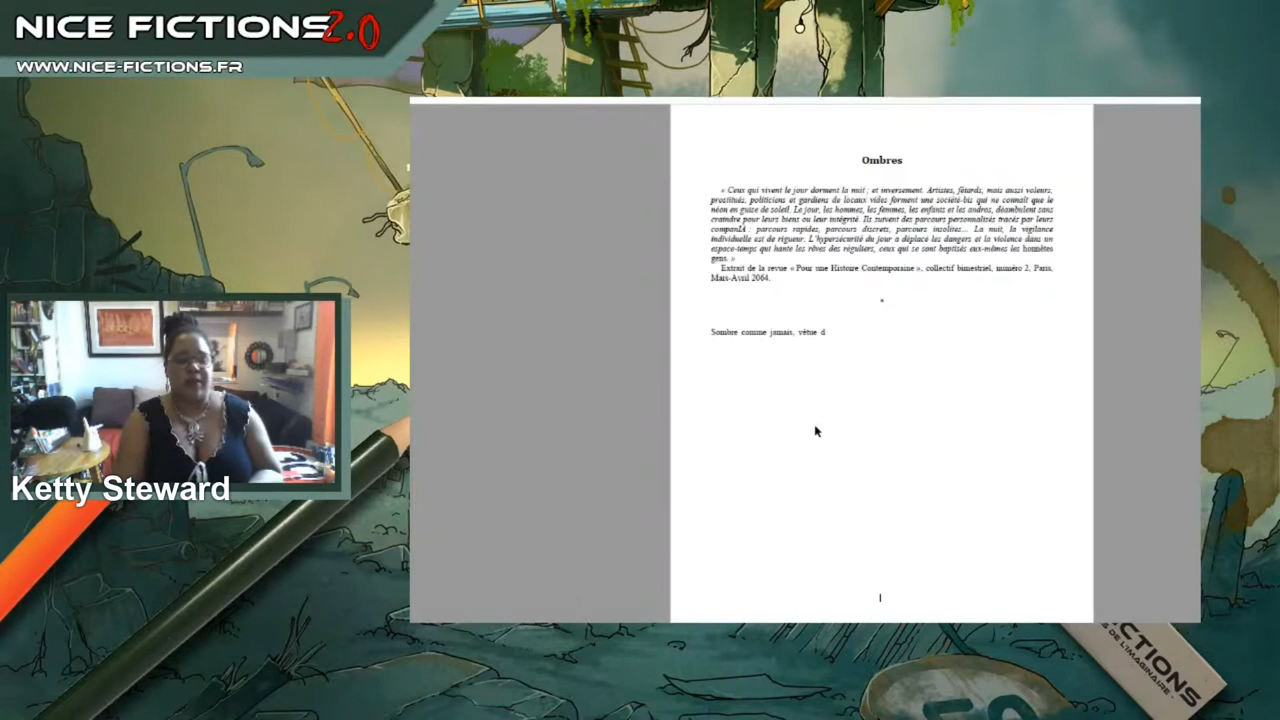 NICE FICTIONS 2.0
WWW.NICE-FICTIONS.FR
Ombres
« Ceux qui vivent le jour dorment la nuit ; et inversement. Artistes, fêtards, mais aussi voleurs,
prostitués, politiciens et gardiens de locaux vides forment une société-bis qui ne connaît que le
néon en guise de soleil. Le jour, les hommes, les femmes, les enfants et les andros, déambulent sans
craindre pour leurs biens ou leur intégrité. Ils suivent des parcours personnalisés tracés par leurs
companIA : parcours rapides, parcours discrets, parcours insolites... La nuit, la vigilance
individuelle est de rigueur. L'hypersécurité du jour a déplacé les dangers et la violence dans un
espace-temps qui hante les rêves des réguliers, ceux qui se sont baptisés eux-mêmes les honnêtes
gens. »
Extrait de la revue « Pour une Histoire Contemporaine », collectif bimestriel, numéro 2, Paris,
Mars-Avril 2064.
*
Sombre comme jamais, vêtue d
Ketty Steward
1
CTIONS
DE L'IMAGINAIRE